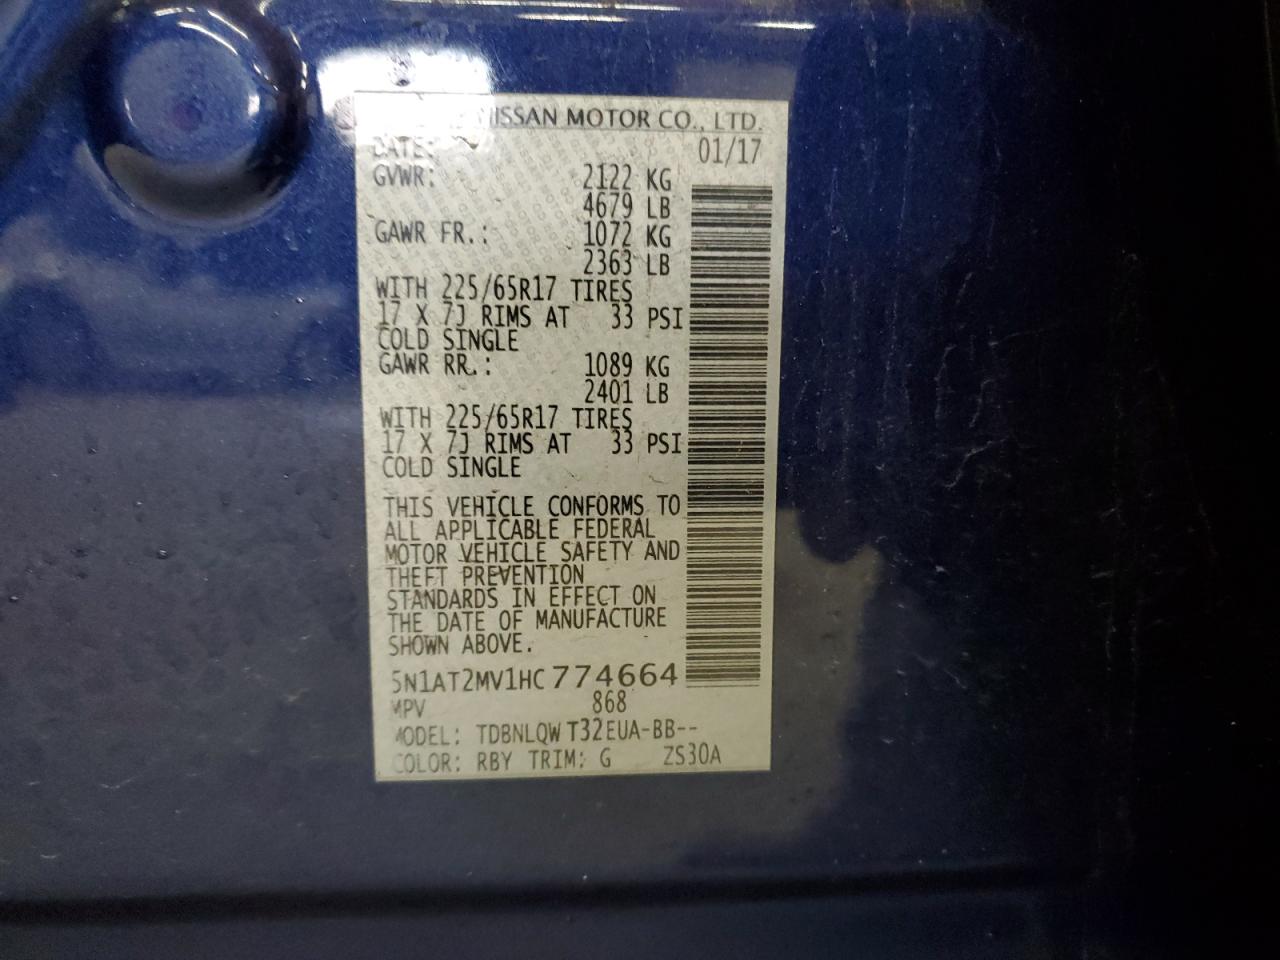 NISSAN MOTOR CO., LTD.
DATE: 01/17
GVWR: 2122 KG
4679 LB
GAWR FR.: 1072 KG
2363 LB
WITH 225/65R17 TIRES
17 X 7J RIMS AT 33 PSI
COLD SINGLE
GAWR RR.: 1089 KG
2401 LB
WITH 225/65R17 TIRES
17 X 7J RIMS AT 33 PSI
COLD SINGLE
THIS VEHICLE CONFORMS TO
ALL APPLICABLE FEDERAL
MOTOR VEHICLE SAFETY AND
THEFT PREVENTION
STANDARDS IN EFFECT ON
THE DATE OF MANUFACTURE
SHOWN ABOVE.
5N1AT2MV1HC774664
MPV 868
MODEL: TDBNLQW T32EUA-BB--
COLOR: RBY TRIM: G ZS30A